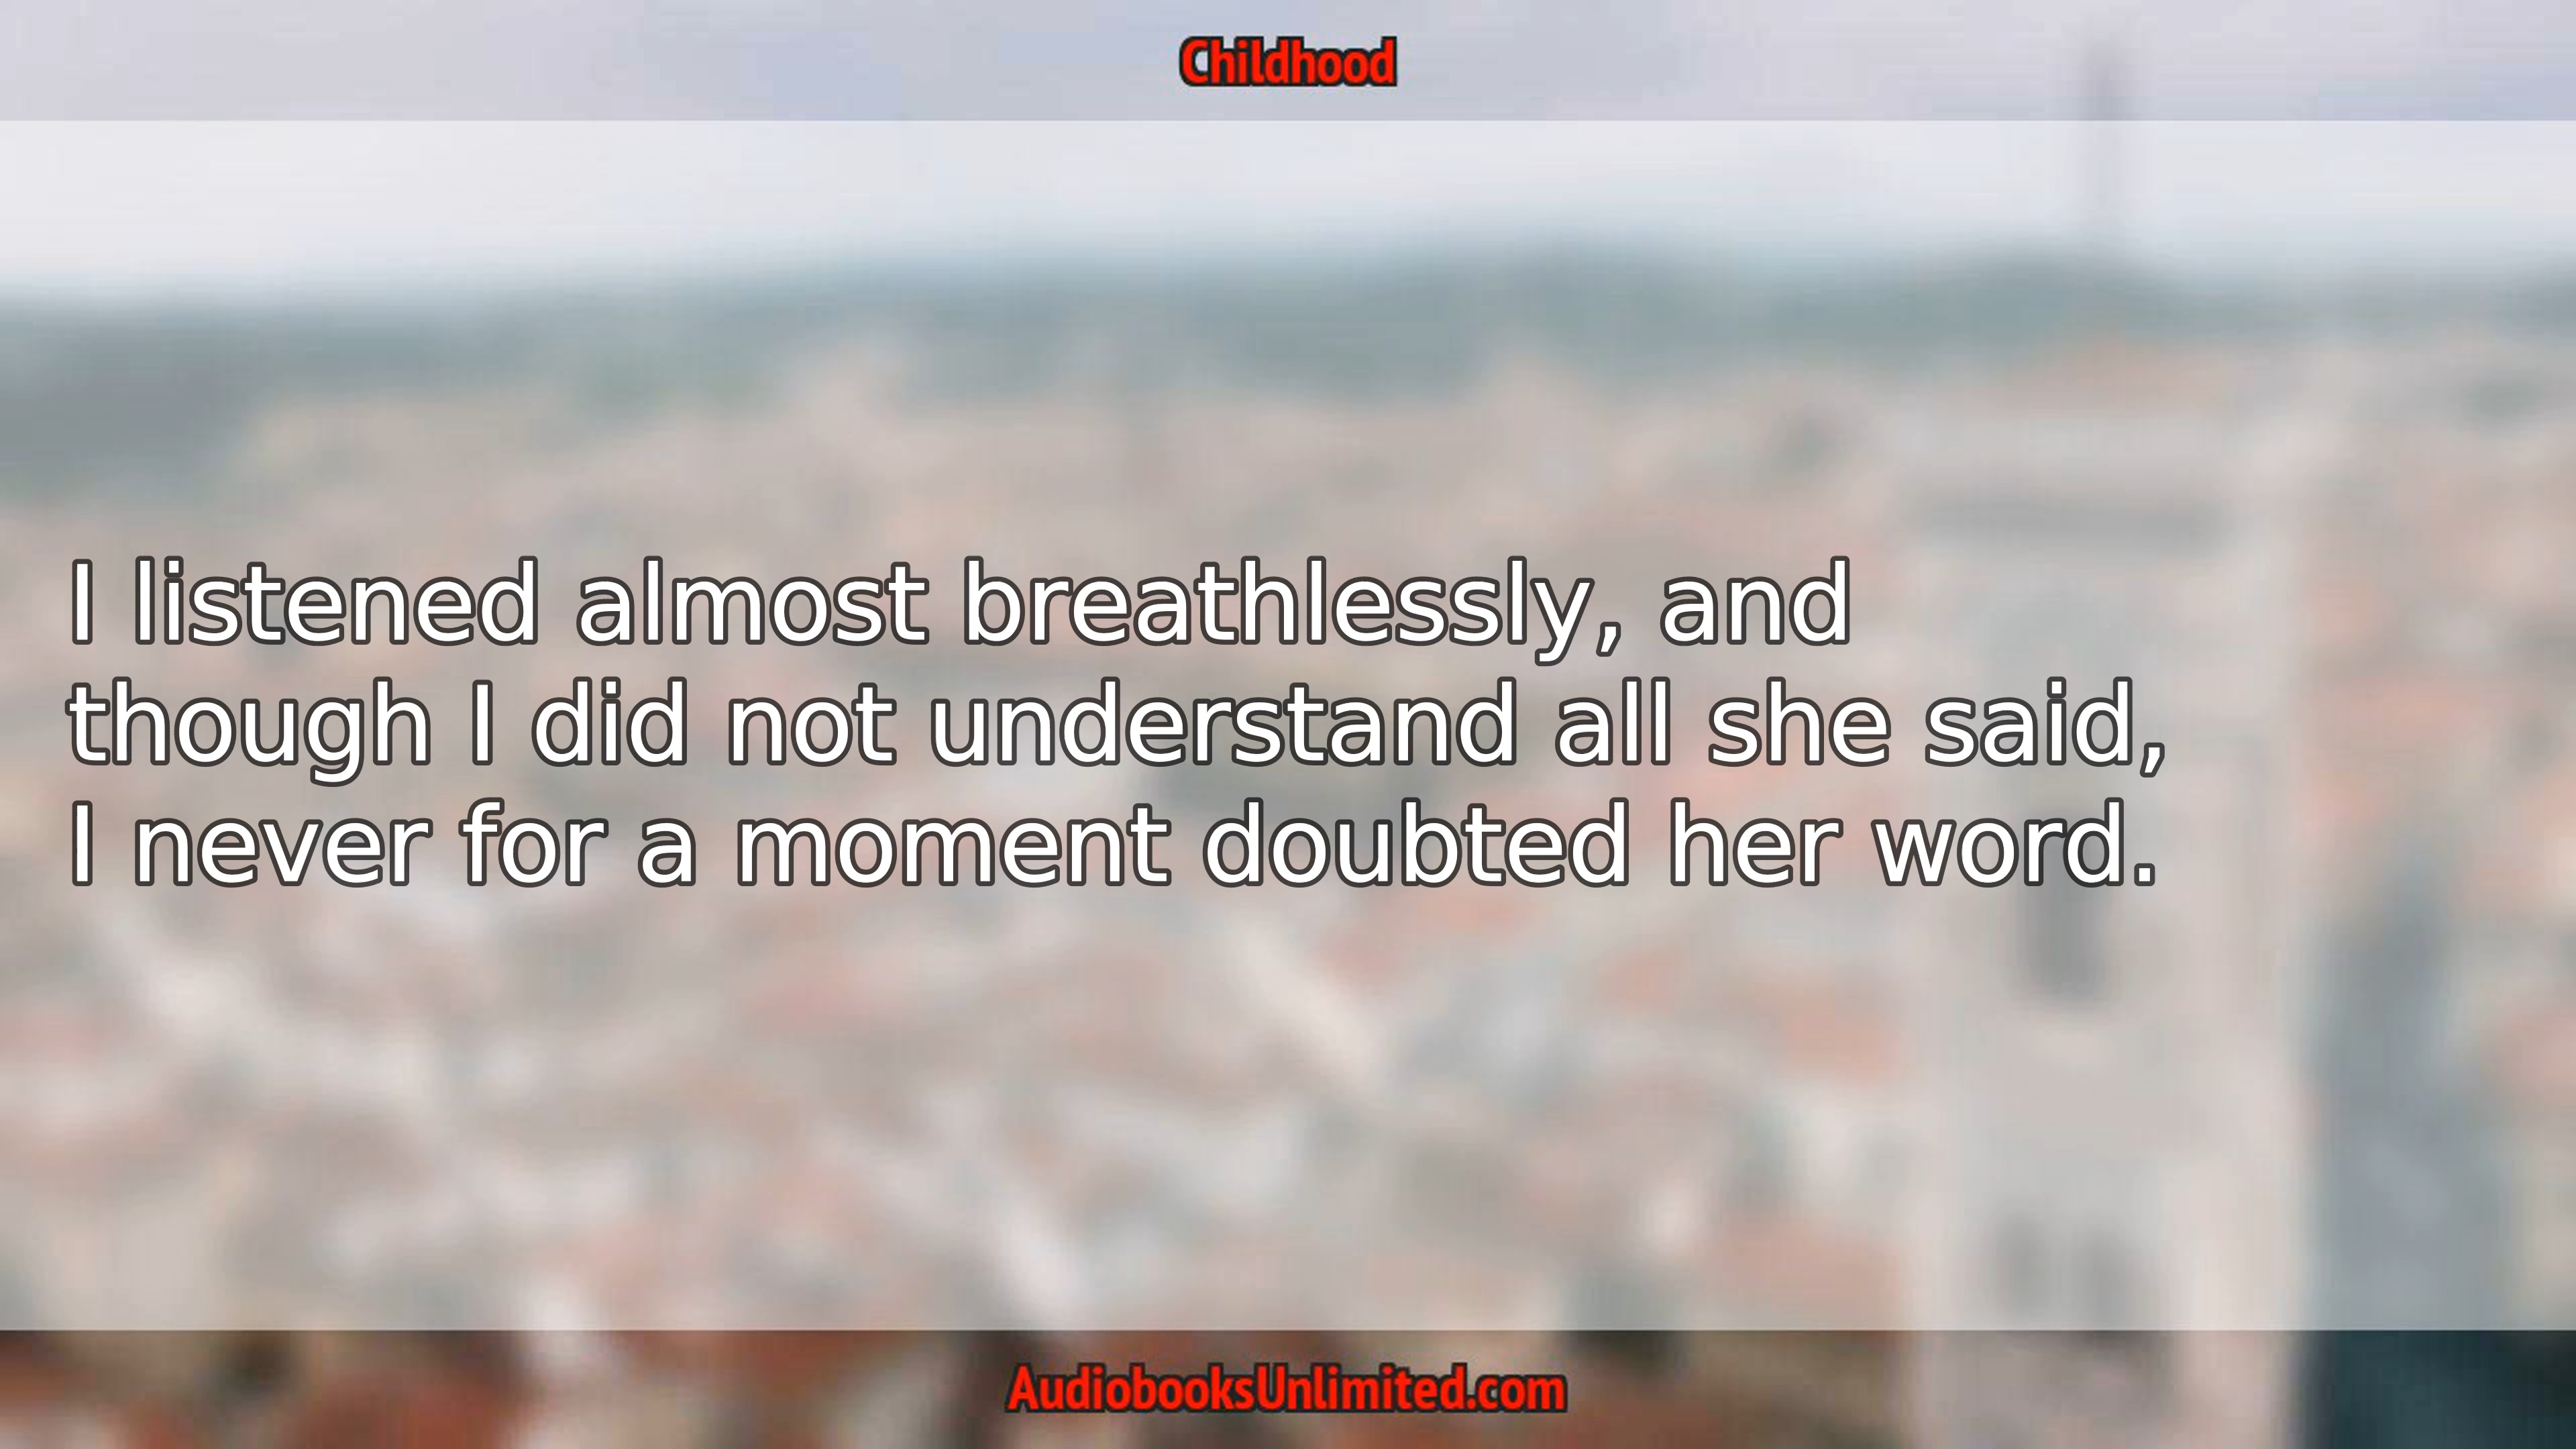 Childhood
I listened almost breathlessly, and
though I did not understand all she said,
I never for a moment doubted her word.
AudiobooksUnlimited.com